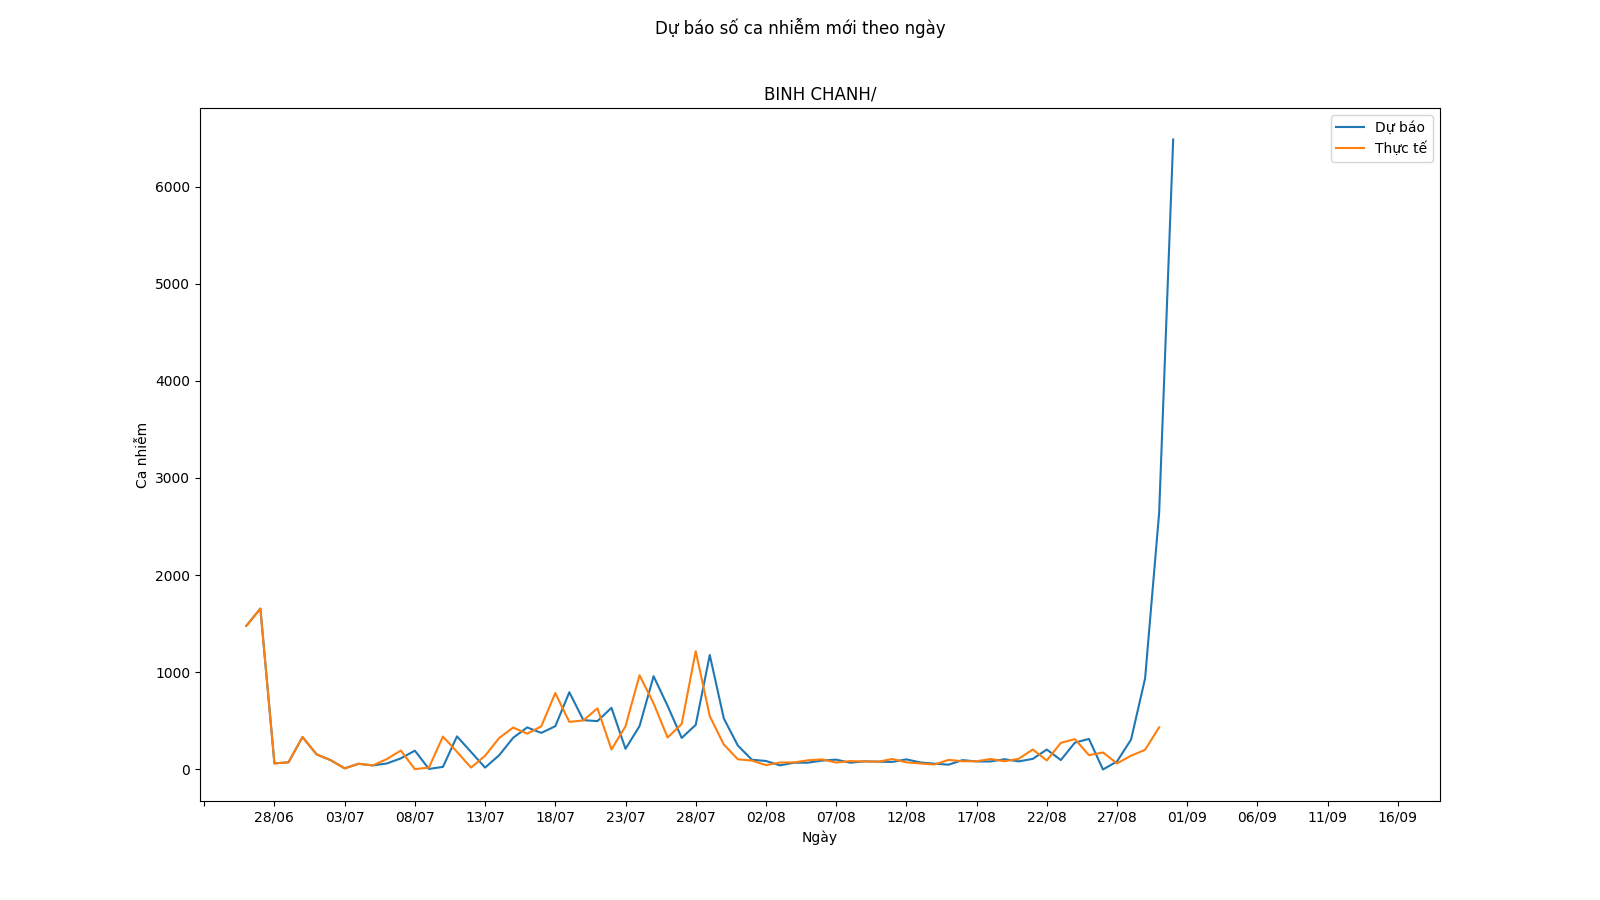 Dự báo số ca nhiễm mới theo ngày
BINH CHANH/
Dự báo
Thực tế
6000
5000
4000
3000
2000
1000
0
Ca nhiễm
28/06 03/07 08/07 13/07 18/07 23/07 28/07 02/08 07/08 12/08 17/08 22/08 27/08 01/09 06/09 11/09 16/09
Ngày